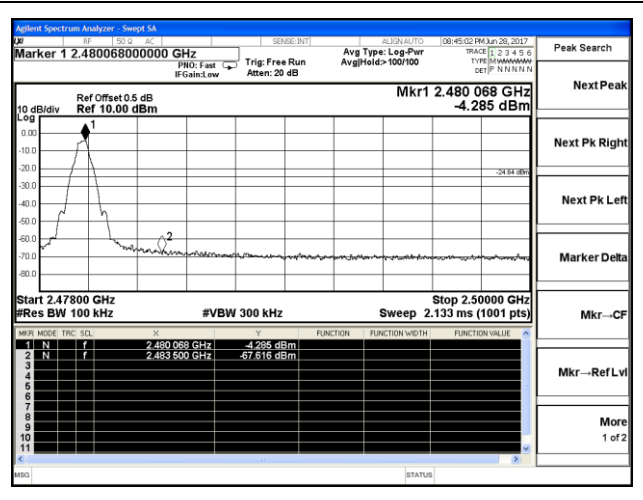 Agilent Spectrum Analyzer - Swept SA
LXI RF 50 Ω AC SENSE:INT ALIGN AUTO 08:45:02 PM Jun 28, 2017
Marker 1 2.480068000000 GHz
PNO: Fast
IFGain:Low
Trig: Free Run
Atten: 20 dB
Avg Type: Log-Pwr
Avg|Hold:>100/100
TRACE 1 2 3 4 5 6
TYPE M WWWWW
DET P N N N N N
Peak Search
Next Peak
Next Pk Right
Next Pk Left
Marker Delta
Mkr→CF
Mkr→Ref Lvl
More
1 of 2
Ref Offset 0.5 dB
10 dB/div Ref 10.00 dBm
Log
Mkr1 2.480 068 GHz
-4.285 dBm
1
0.00
-10.0
-20.0
-24.64 dBm
-30.0
-40.0
-50.0
-60.0
2
-70.0
-80.0
Start 2.47800 GHz
#Res BW 100 kHz
#VBW 300 kHz
Stop 2.50000 GHz
Sweep 2.133 ms (1001 pts)
MKR MODE TRC SCL X Y FUNCTION FUNCTION WIDTH FUNCTION VALUE
1 N f 2.480 068 GHz -4.285 dBm
2 N f 2.483 500 GHz -67.616 dBm
3
4
5
6
7
8
9
10
11
MSG
STATUS